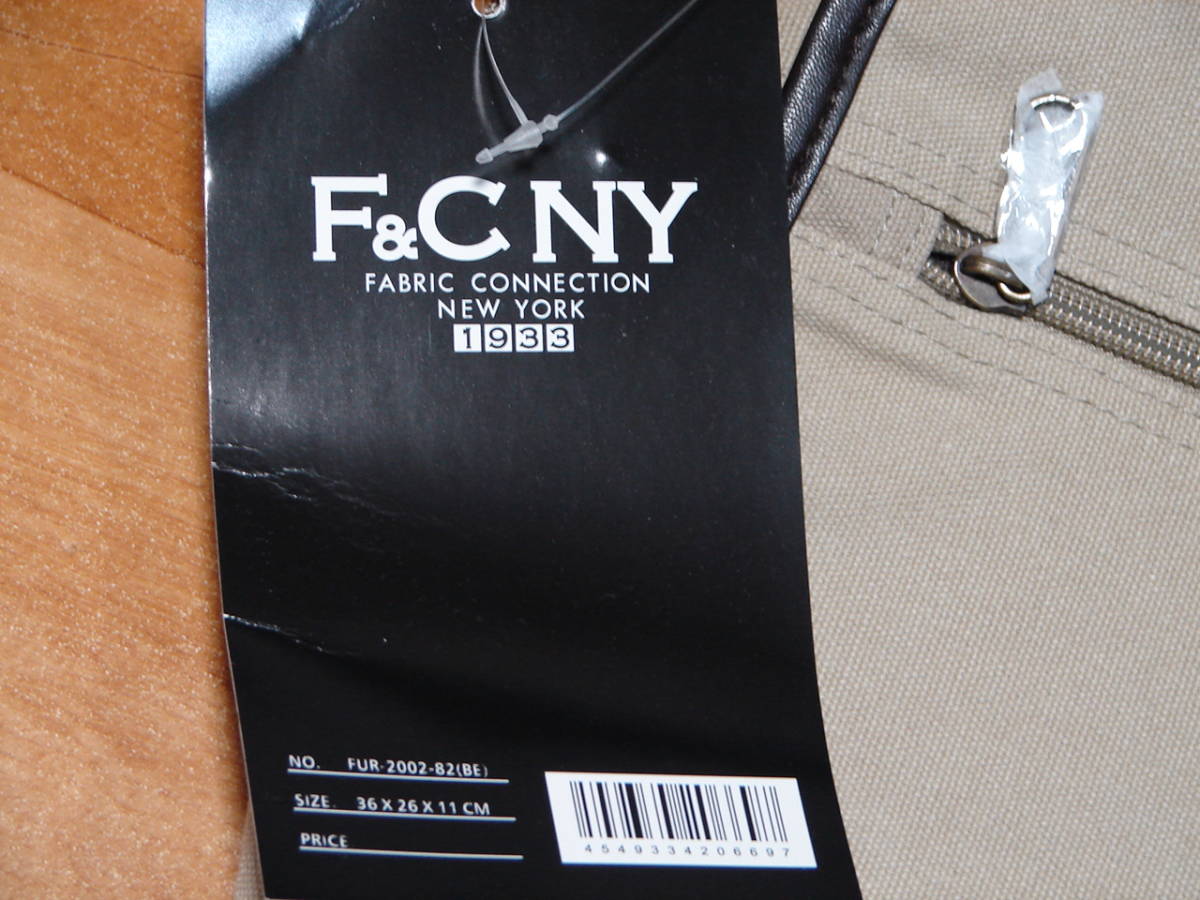 F&C NY
FABRIC CONNECTION
NEW YORK
1933
NO. FUR-2002-82(BE)
SIZE. 36 X 26 X 11 CM
PRICE
4549334206697